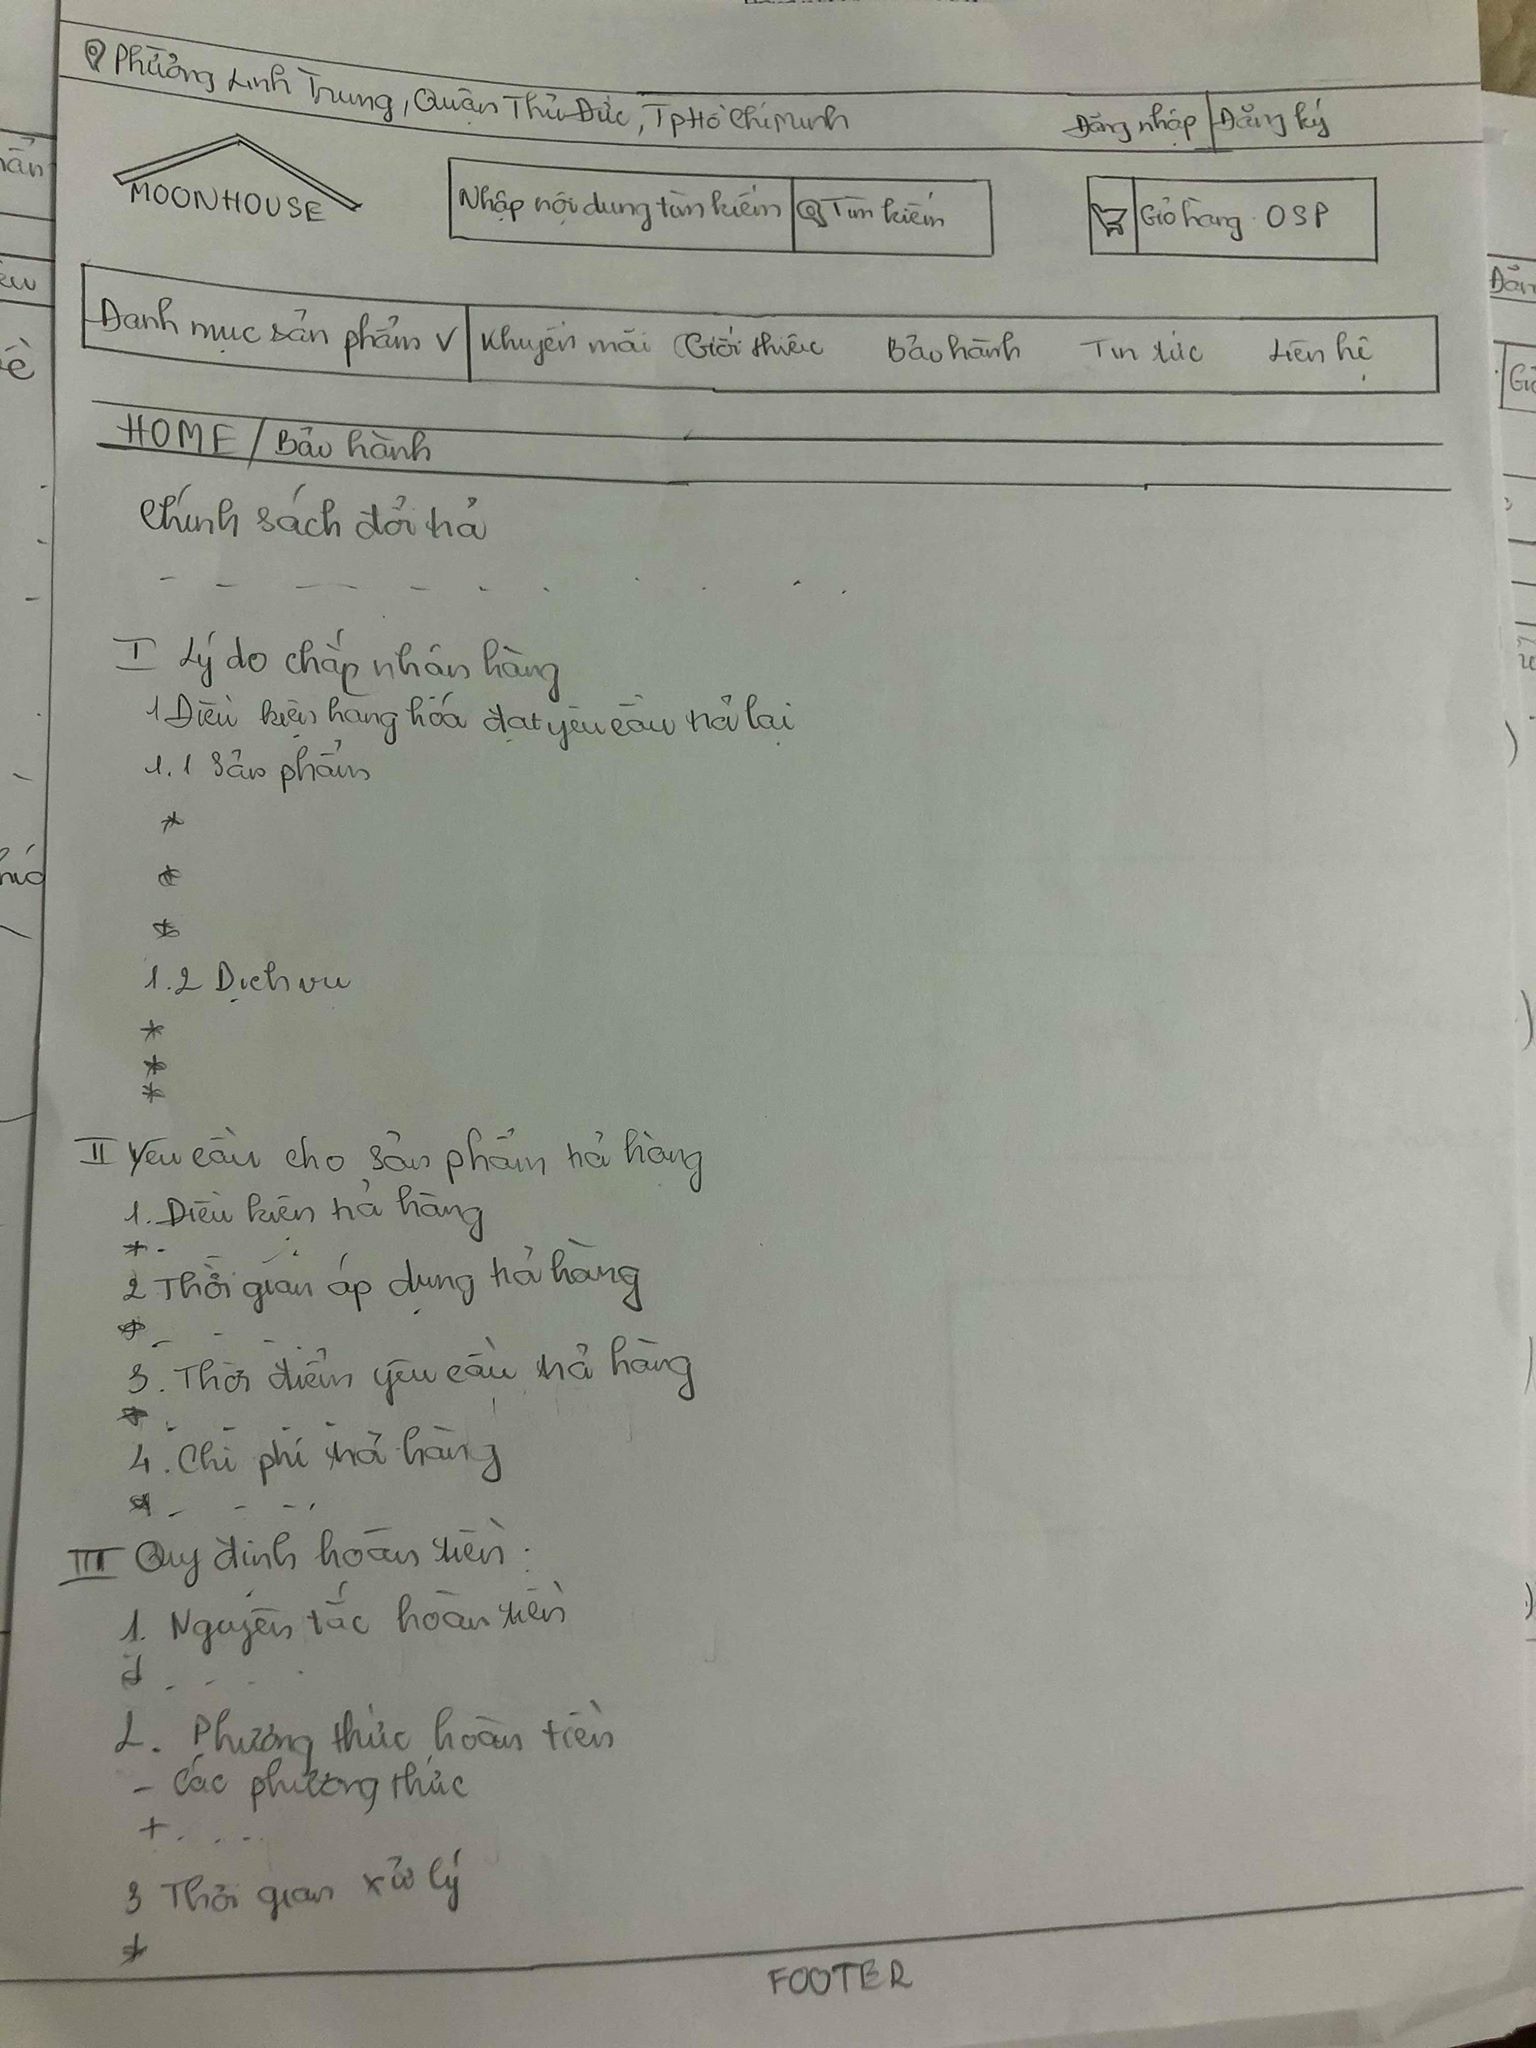 Phường Linh Trung, Quận Thủ Đức, Tp Hồ Chí Minh
Đăng nhập | Đăng ký
MOONHOUSE
Nhập nội dung tìm kiếm
Tìm kiếm
Giỏ hàng 0 SP
Danh mục sản phẩm V
Khuyến mãi Giới thiệu Bảo hành Tin tức Liên hệ
HOME / Bảo hành
Chính sách đổi trả
I Lý do chấp nhận hàng
1 Điều kiện hàng hóa đạt yêu cầu trả lại
1.1 Sản phẩm
*
*
*
1.2 Dịch vụ
*
*
*
II Yêu cầu cho sản phẩm trả hàng
1. Điều kiện trả hàng
2 Thời gian áp dụng trả hàng
3. Thời điểm yêu cầu trả hàng
4. Chi phí trả hàng
III Quy định hoàn tiền:
1. Nguyên tắc hoàn tiền
2. Phương thức hoàn tiền
- Các phương thức
+ . . . .
3 Thời gian xử lý
*
FOOTER